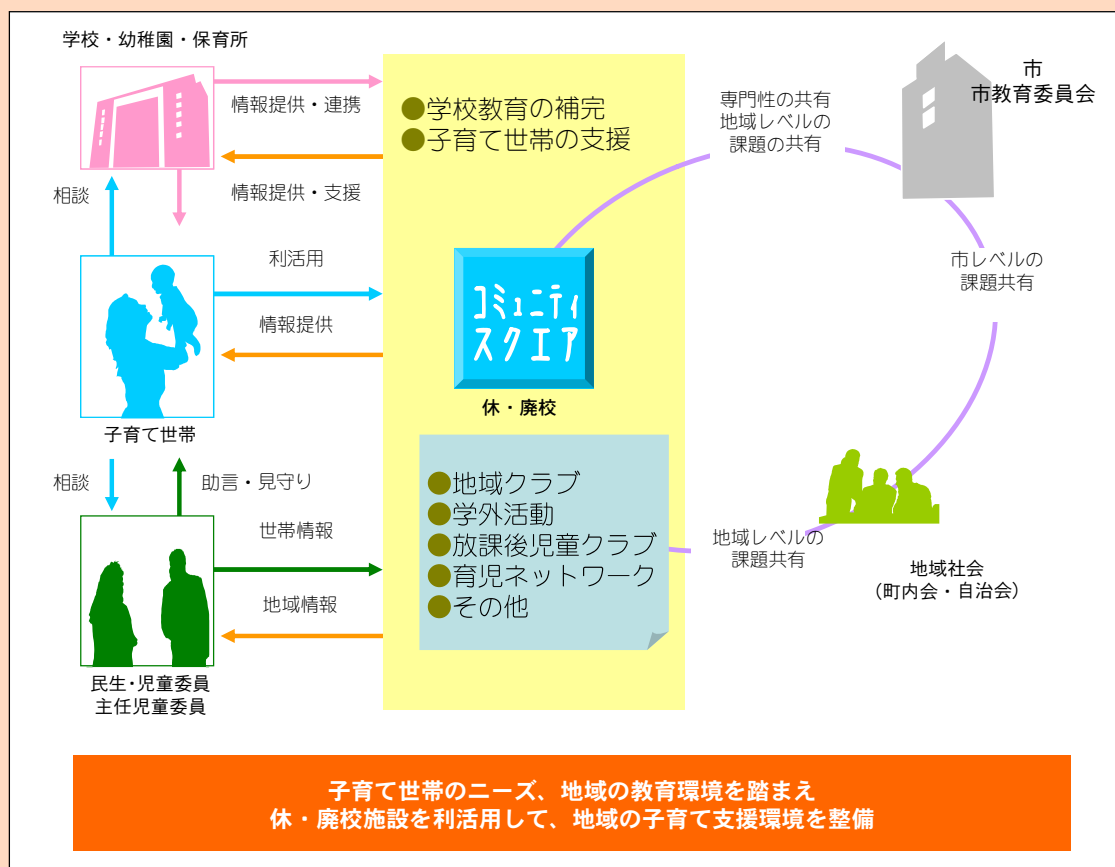 学校・幼稚園・保育所
情報提供・連携
情報提供・支援
相談
利活用
情報提供
子育て世帯
相談
助言・見守り
世帯情報
地域情報
民生・児童委員
主任児童委員
●学校教育の補完
●子育て世帯の支援
コミュニティ
スクエア
休・廃校
●地域クラブ
●学外活動
●放課後児童クラブ
●育児ネットワーク
●その他
専門性の共有
地域レベルの
課題の共有
市
市教育委員会
市レベルの
課題共有
地域レベルの
課題共有
地域社会
（町内会・自治会）
子育て世帯のニーズ、地域の教育環境を踏まえ
休・廃校施設を利活用して、地域の子育て支援環境を整備